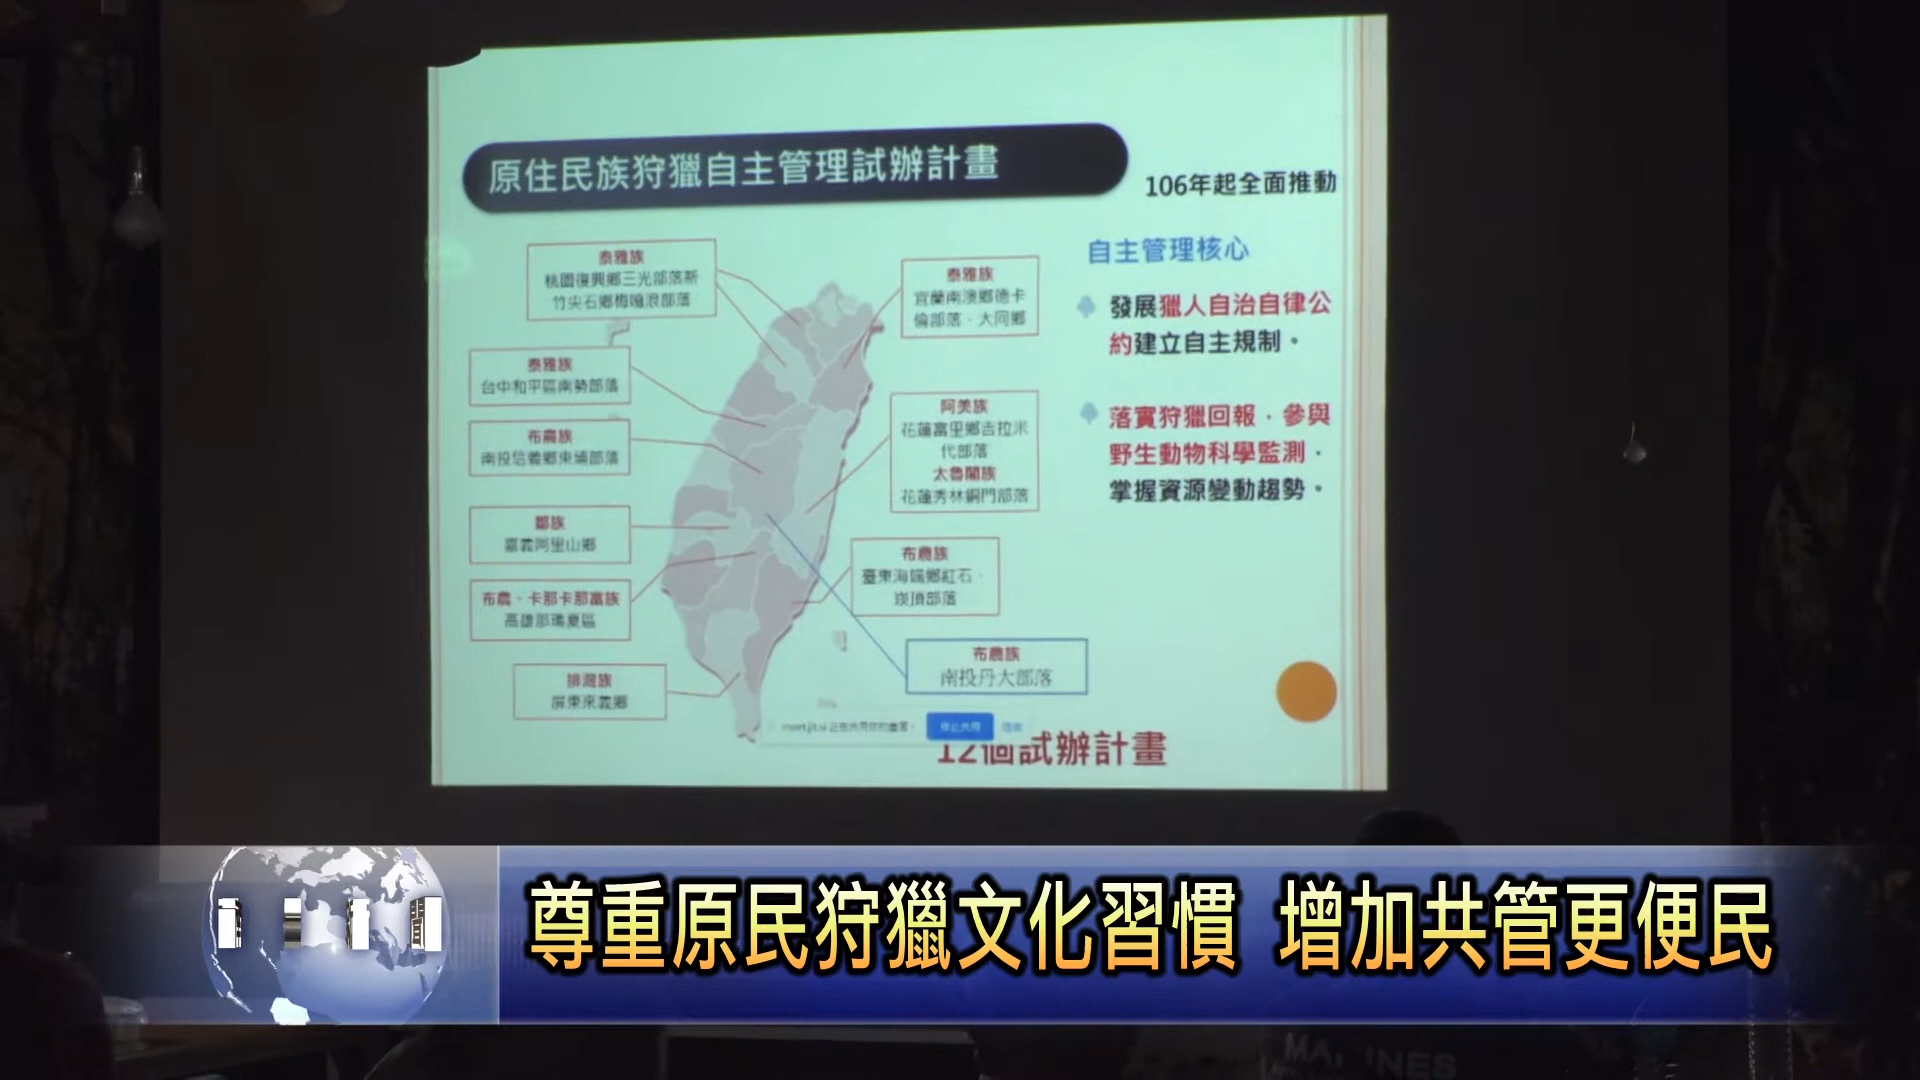 原住民族狩獵自主管理試辦計畫
106年起全面推動
自主管理核心
發展獵人自治自律公
約建立自主規制。
落實狩獵回報，參與
野生動物科學監測，
掌握資源變動趨勢。
泰雅族
桃園復興鄉三光部落新
竹尖石鄉梅嘎浪部落
泰雅族
宜蘭南澳鄉德卡
倫部落、大同鄉
泰雅族
台中和平區南勢部落
布農族
南投信義鄉東埔部落
阿美族
花蓮富里鄉吉拉米
代部落
太魯閣族
花蓮秀林銅門部落
鄒族
嘉義阿里山鄉
布農族
臺東海端鄉紅石、
崁頂部落
布農、卡那卡那富族
高雄那瑪夏區
布農族
南投丹大部落
排灣族
屏東來義鄉
停止共用
隱藏
12個試辦計畫
尊重原民狩獵文化習慣 增加共管更便民